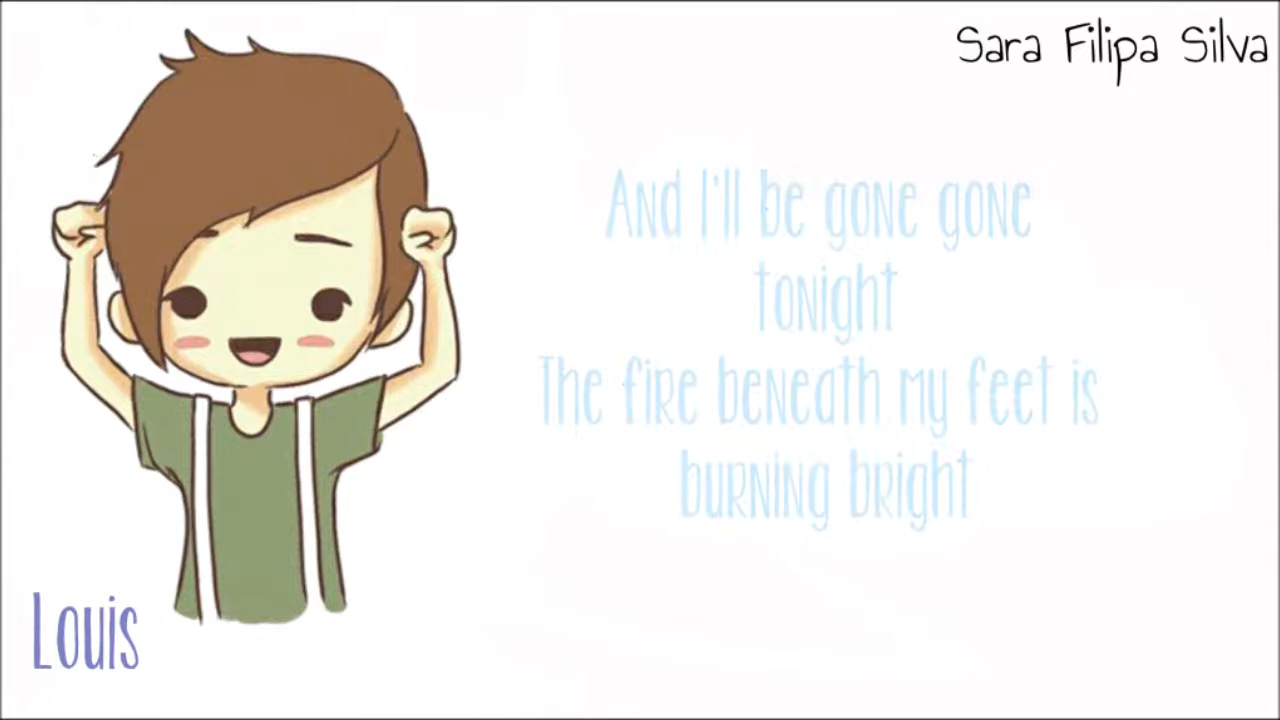 Sara Filipa Silva
And I'll be gone gone
tonight
The fire beneath my feet is
burning bright
Louis